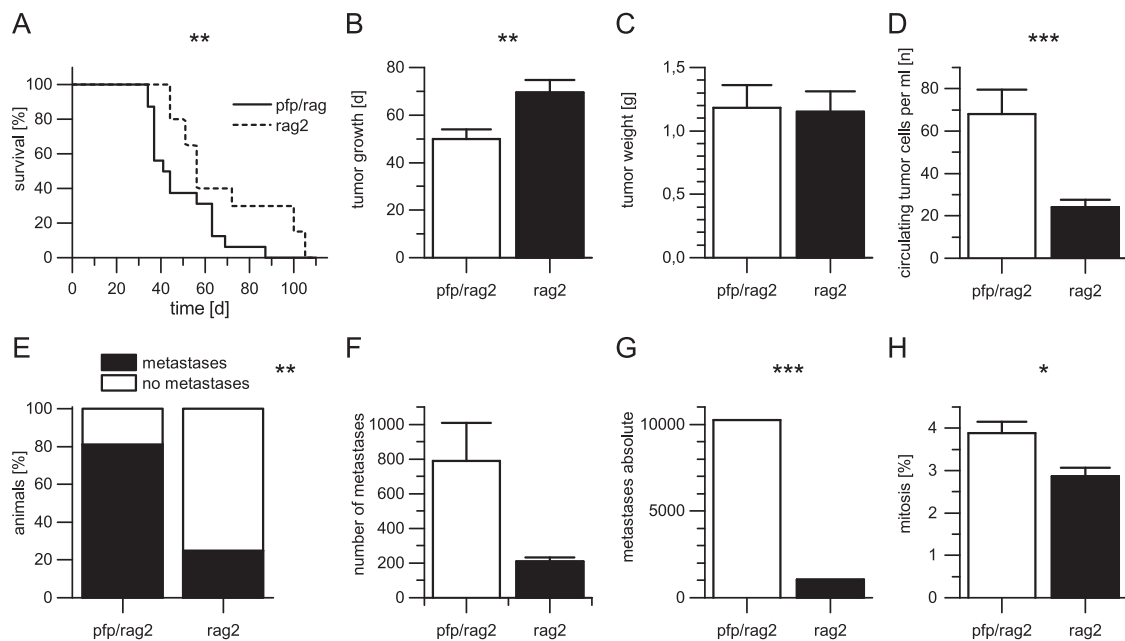 A
**
survival [%]
100
80
60
40
20
0
pfp/rag
rag2
0 20 40 60 80 100
time [d]
B
**
tumor growth [d]
80
60
40
20
0
pfp/rag2 rag2
C
tumor weight [g]
1,5
1,0
0,5
0,0
pfp/rag2 rag2
D
***
circulating tumor cells per ml [n]
80
60
40
20
0
pfp/rag2 rag2
E
metastases
no metastases
**
animals [%]
100
80
60
40
20
0
pfp/rag2 rag2
F
number of metastases
1000
800
600
400
200
0
pfp/rag2 rag2
G
***
metastases absolute
10000
5000
0
pfp/rag2 rag2
H
*
mitosis [%]
4
3
2
1
0
pfp/rag2 rag2